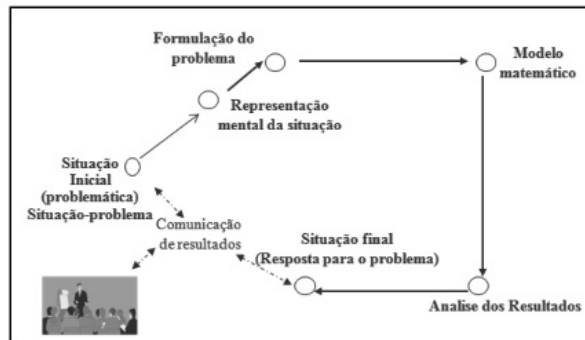 Formulação do
problema
Modelo
matemático
Representação
mental da situação
Situação
Inicial
(problemática)
Situação-problema
Comunicação
de resultados
Situação final
(Resposta para o problema)
Analise dos Resultados